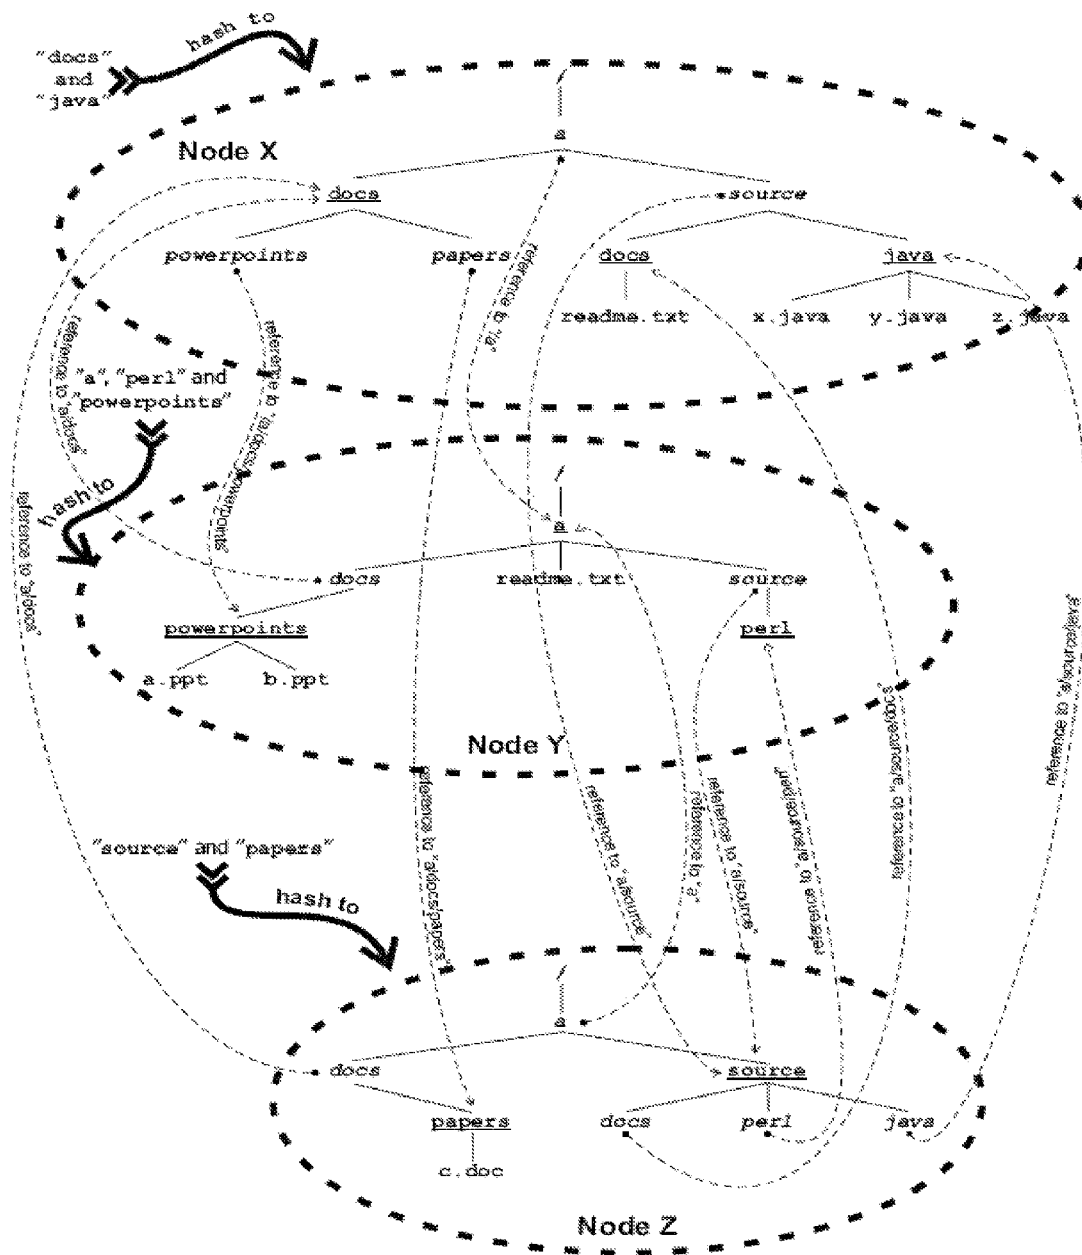 hash to
"docs"
and
"java"
/
a
Node X
docs
source
powerpoints
papers
docs
java
readme.txt
x.java
y.java
z.java
reference to "/a"
reference to "a/docs"
reference to "/a/docs/powerpoints"
"a", "perl" and
"powerpoints"
hash to
reference to "a/docs"
/
a
docs
readme.txt
source
powerpoints
perl
a.ppt
b.ppt
Node Y
reference to "a/docs/papers"
reference to "a/source"
reference to "a"
reference to "a/source"
reference to "a/source/perl"
reference to "a/source/docs"
reference to "a/source/java"
"source" and "papers"
hash to
/
a
docs
source
papers
docs
perl
java
c.doc
Node Z